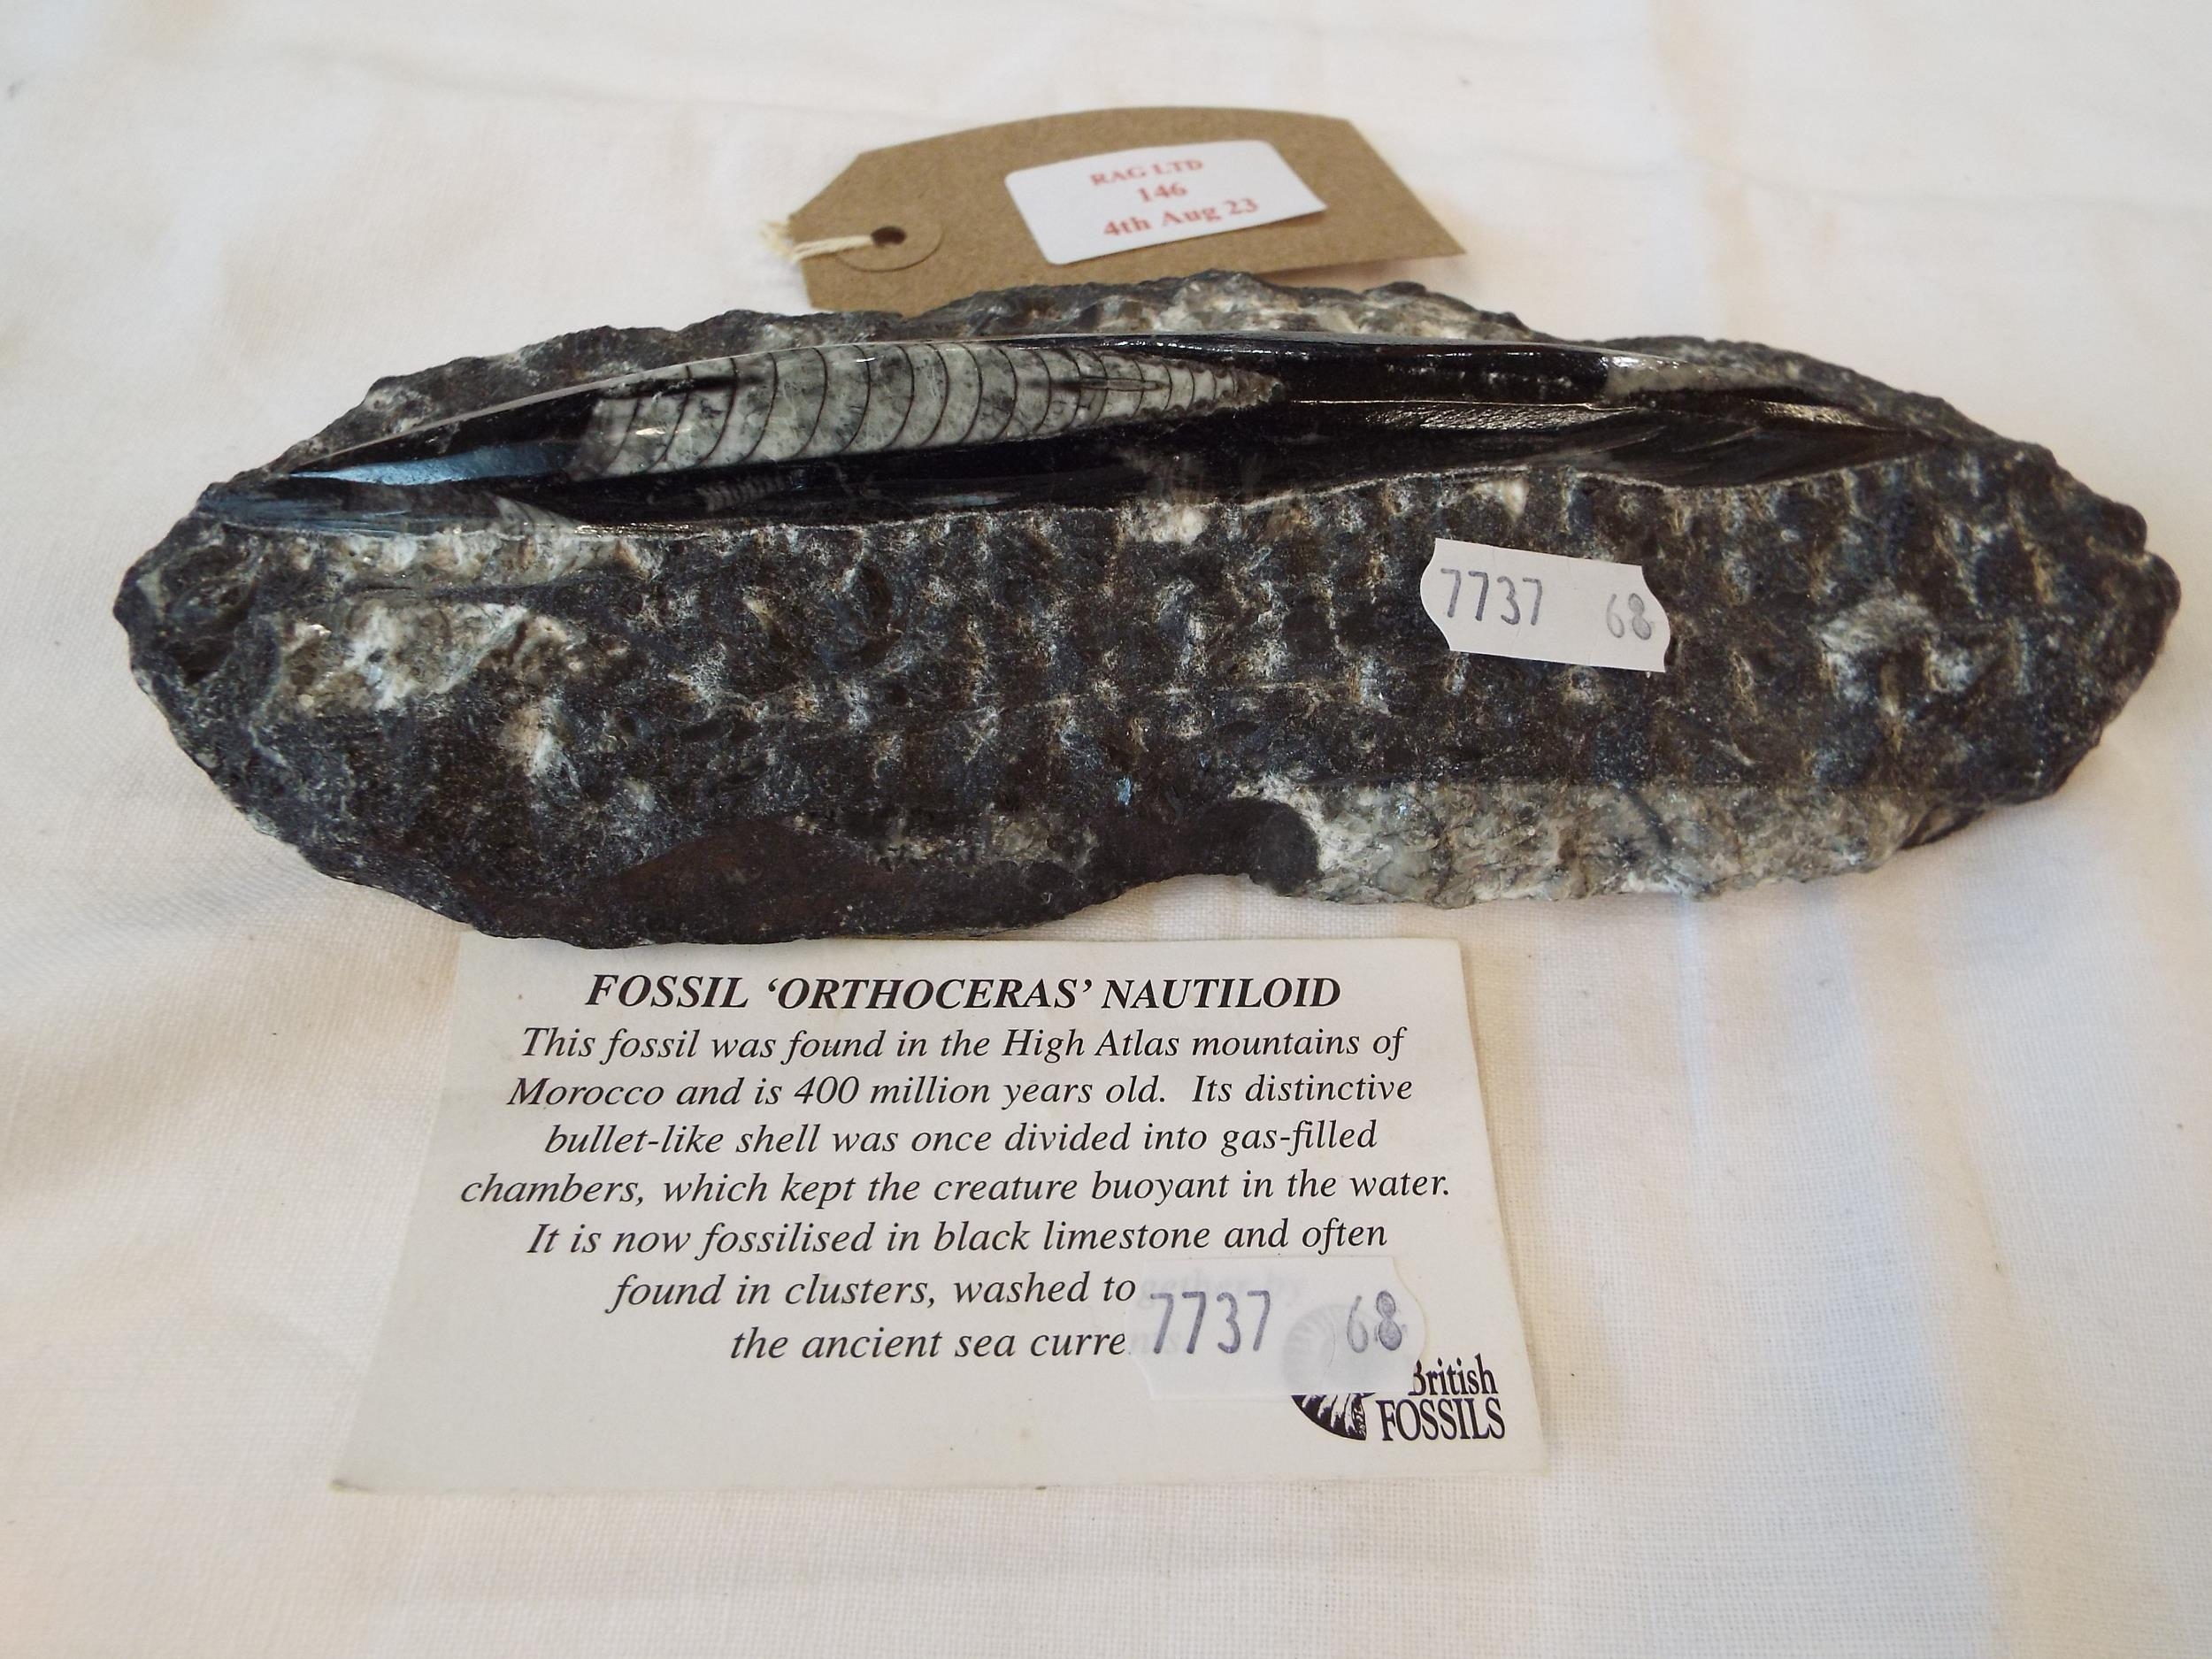 RAG LTD
146
4th Aug 23
7737 68
FOSSIL ‘ORTHOCERAS’ NAUTILOID
This fossil was found in the High Atlas mountains of
Morocco and is 400 million years old. Its distinctive
bullet-like shell was once divided into gas-filled
chambers, which kept the creature buoyant in the water.
It is now fossilised in black limestone and often
found in clusters, washed together by
the ancient sea curre
7737 68
British
FOSSILS